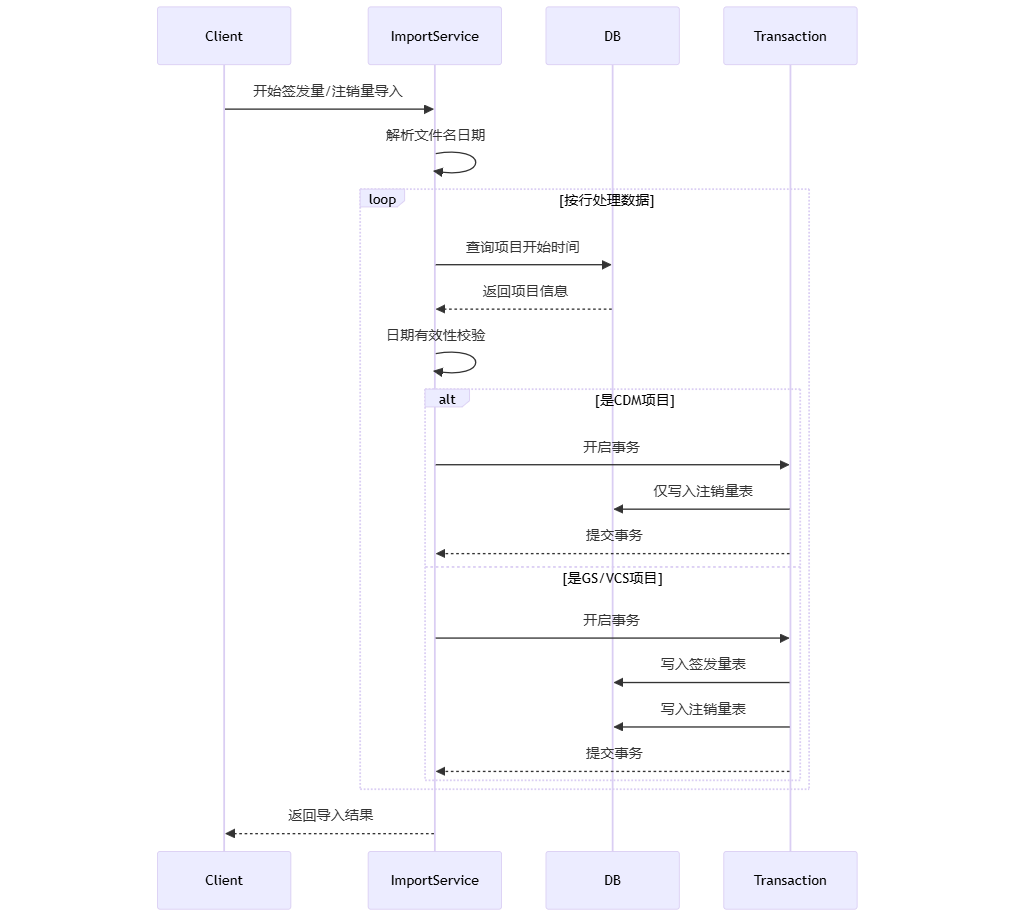 Client
ImportService
DB
Transaction
开始签发量/注销量导入
解析文件名日期
loop
[按行处理数据]
查询项目开始时间
返回项目信息
日期有效性校验
alt
[是CDM项目]
开启事务
仅写入注销量表
提交事务
[是GS/VCS项目]
开启事务
写入签发量表
写入注销量表
提交事务
返回导入结果
Client
ImportService
DB
Transaction